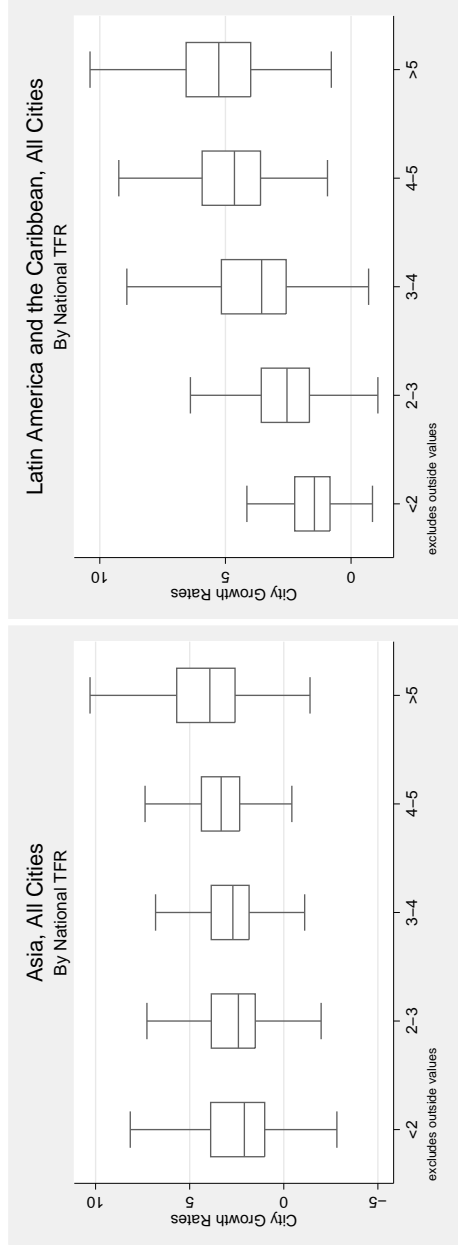 Asia, All Cities
By National TFR
City Growth Rates
10
5
0
−5
<2
2−3
3−4
4−5
>5
excludes outside values
Latin America and the Caribbean, All Cities
By National TFR
City Growth Rates
10
5
0
<2
2−3
3−4
4−5
>5
excludes outside values